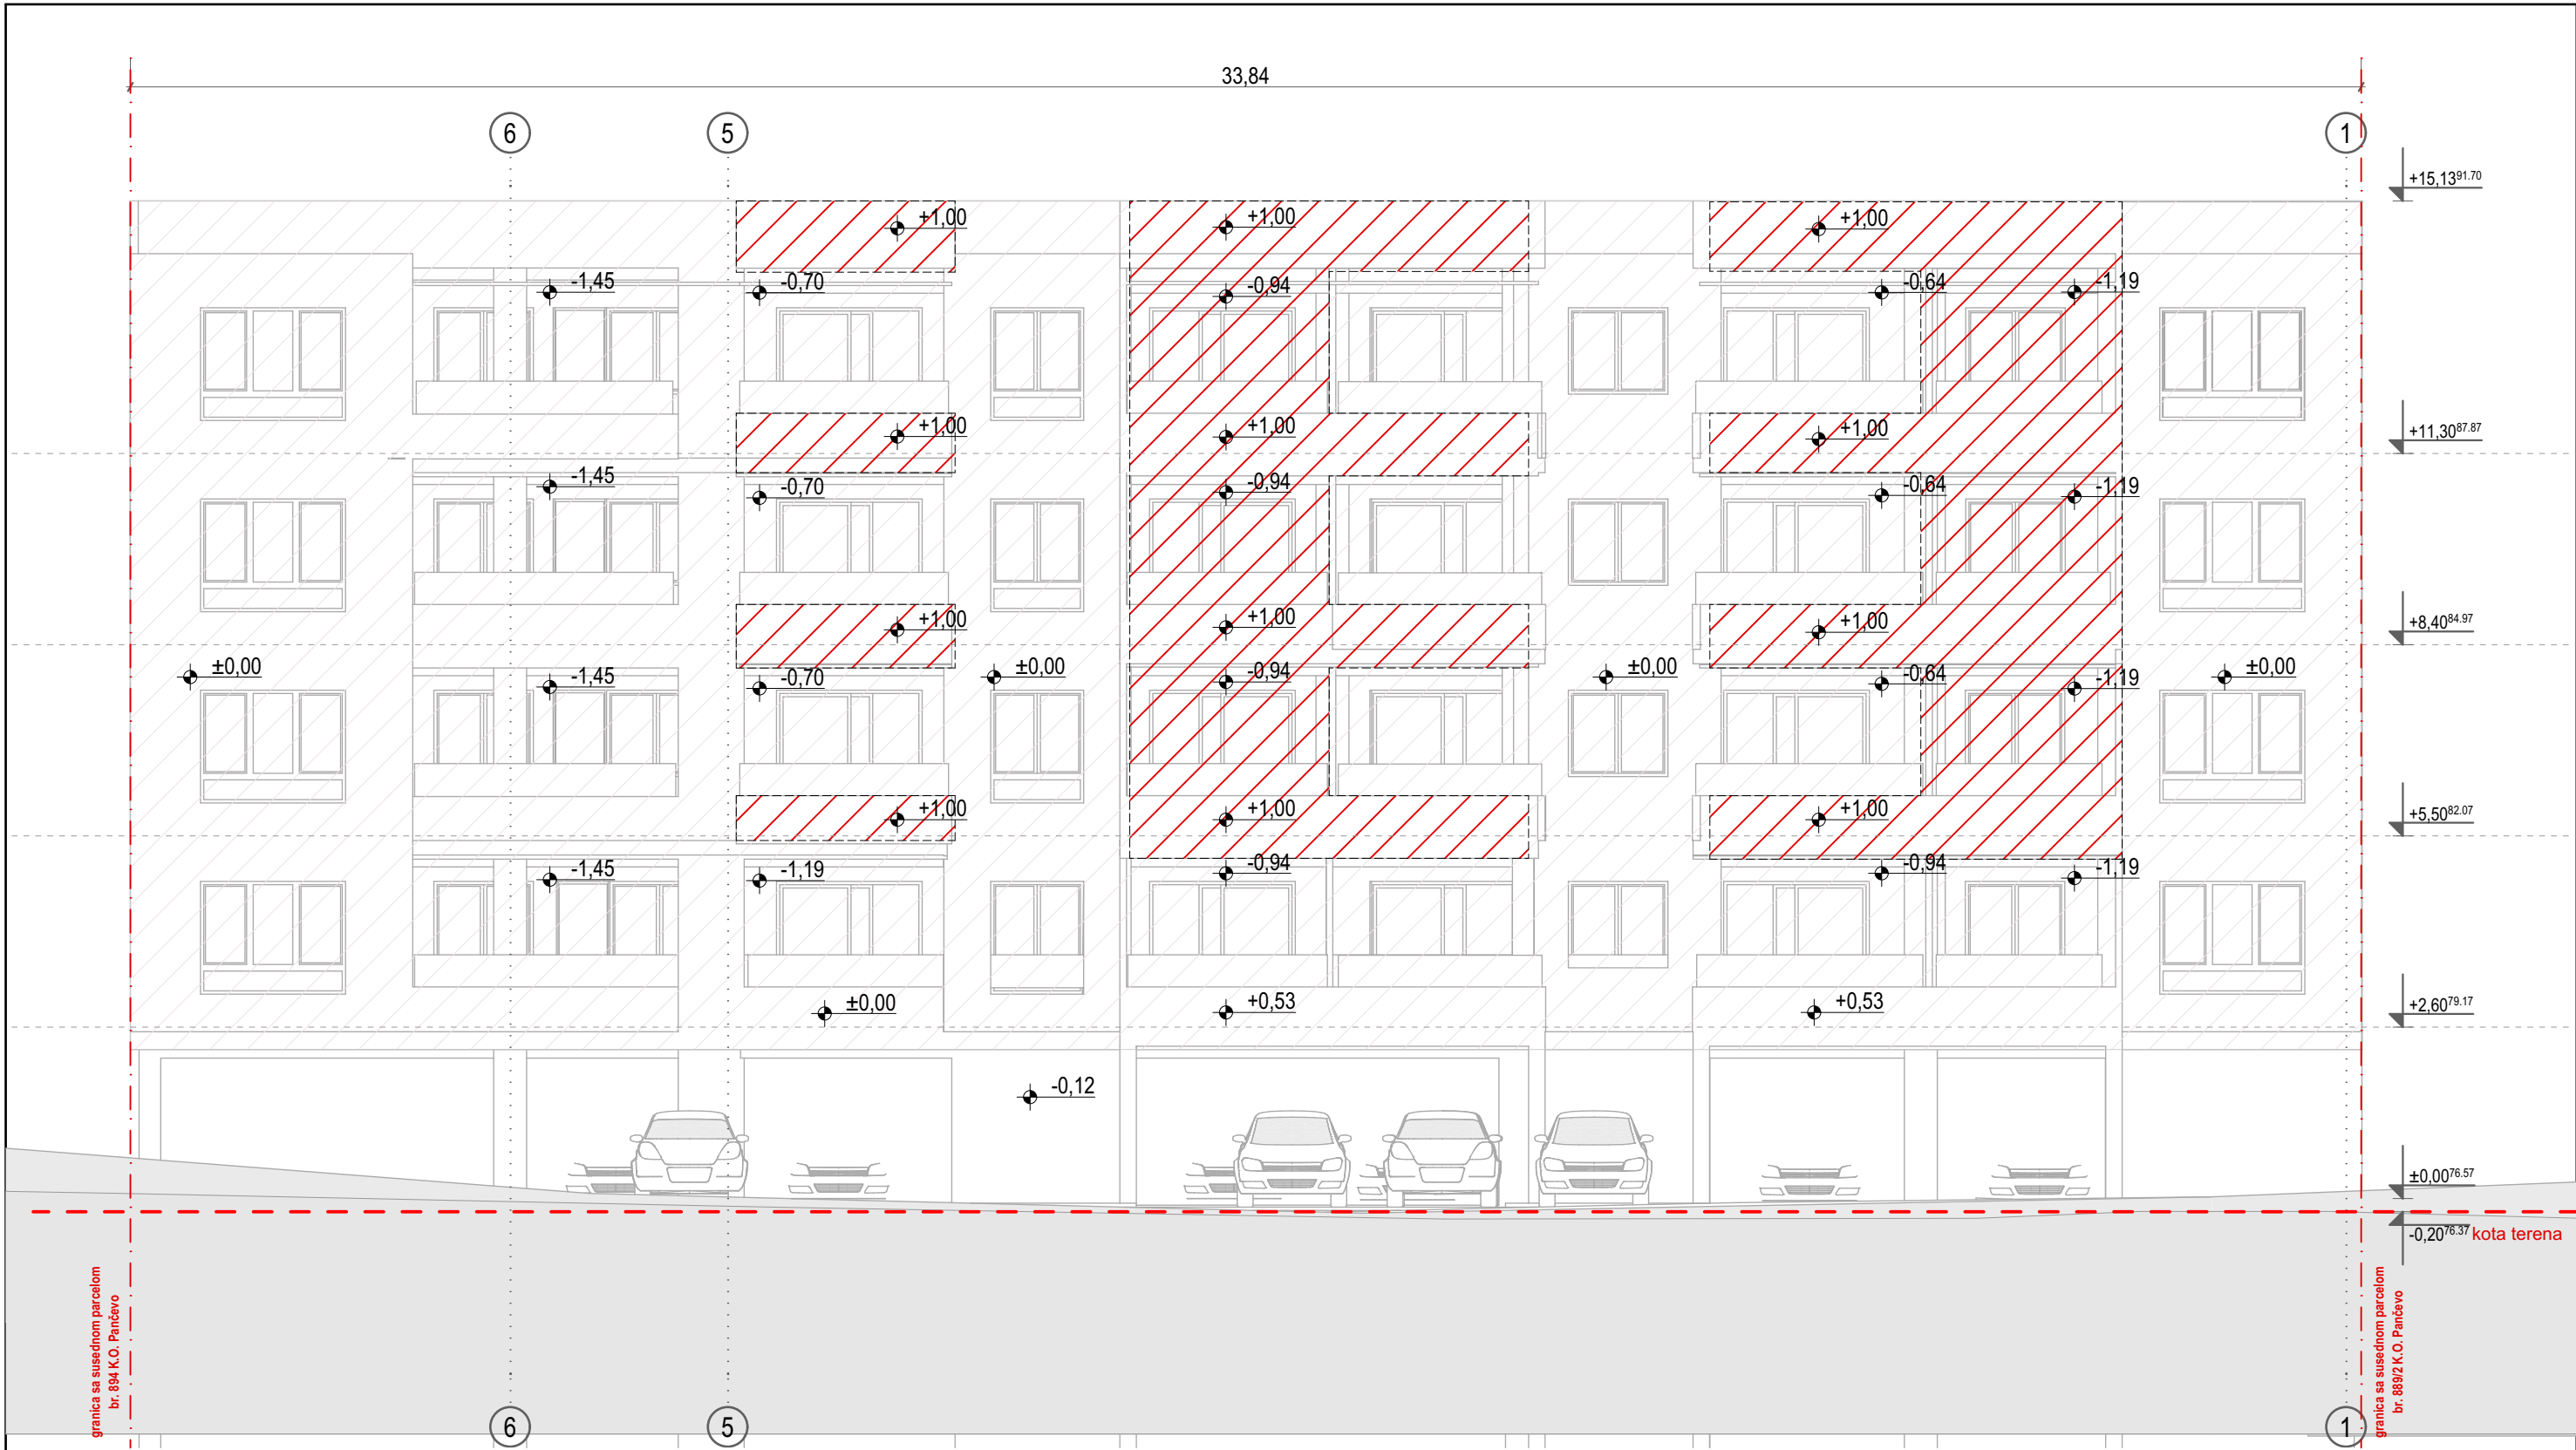 33,84
6 5 1
+15,13 91.70
+1,00 +1,00 +1,00
-1,45 -0,70 -0,94 -0,64 -1,19
+1,00 +1,00 +1,00
+11,30 87.87
-1,45 -0,70 -0,94 -0,64 -1,19
+1,00 +1,00 +1,00
+8,40 84.97
±0,00 -1,45 -0,70 ±0,00 -0,94 ±0,00 -0,64 -1,19 ±0,00
+1,00 +1,00 +1,00
+5,50 82.07
-1,45 -1,19 -0,94 -0,94 -1,19
±0,00 +0,53 +0,53
+2,60 79.17
-0,12
±0,00 76.57
-0,20 76.37 kota terena
granica sa susednom parcelom
br. 894 K.O. Pančevo
granica sa susednom parcelom
br. 889/2 K.O. Pančevo
6 5 1